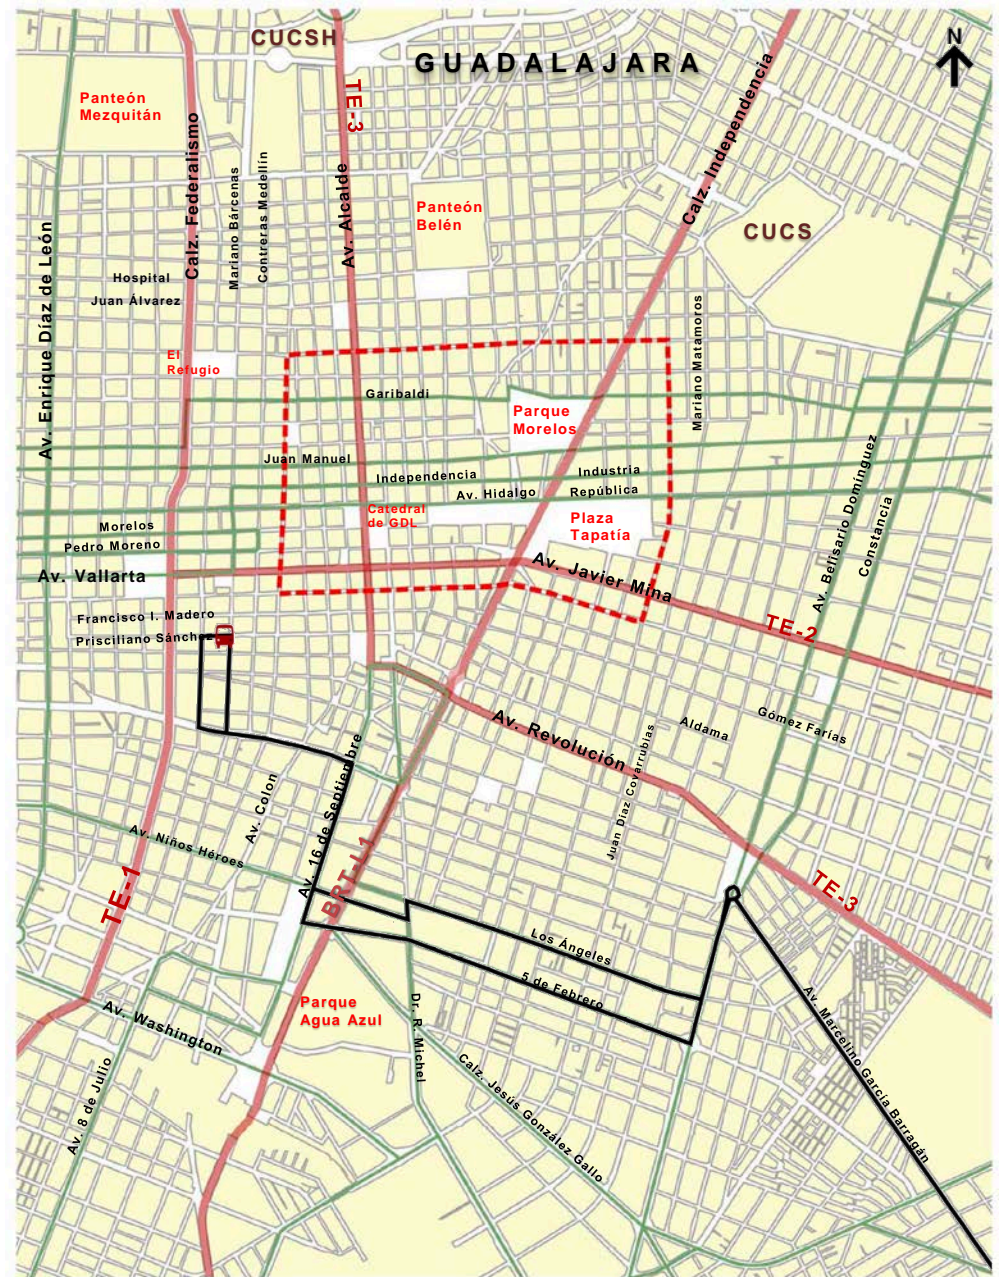 CUCSH
GUADALAJARA
N
Panteón
Mezquitán
TE-3
Calz. Independencia
Calz. Federalismo
Mariano Bárcenas
Contreras Medellín
Av. Alcalde
Panteón
Belén
CUCS
Av. Enrique Díaz de León
Hospital
Juan Álvarez
El
Refugio
Mariano Matamoros
Garibaldi
Parque
Morelos
Juan Manuel
Independencia
Industria
Av. Hidalgo
República
Catedral
de GDL
Plaza
Tapatía
Av. Belisario Domínguez
Constancia
Morelos
Pedro Moreno
Av. Vallarta
Av. Javier Mina
Francisco I. Madero
Prisciliano Sánchez
TE-2
Av. Revolución
Aldama
Gómez Farías
Juan Díaz Covarrubias
Av. 16 de Septiembre
Av. Colon
Av. Niños Héroes
BRT-L1
TE-1
TE-3
Los Ángeles
5 de Febrero
Parque
Agua Azul
Av. Washington
Dr. R. Michel
Av. Marcelino García Barragán
Calz. Jesús González Gallo
Av. 8 de Julio